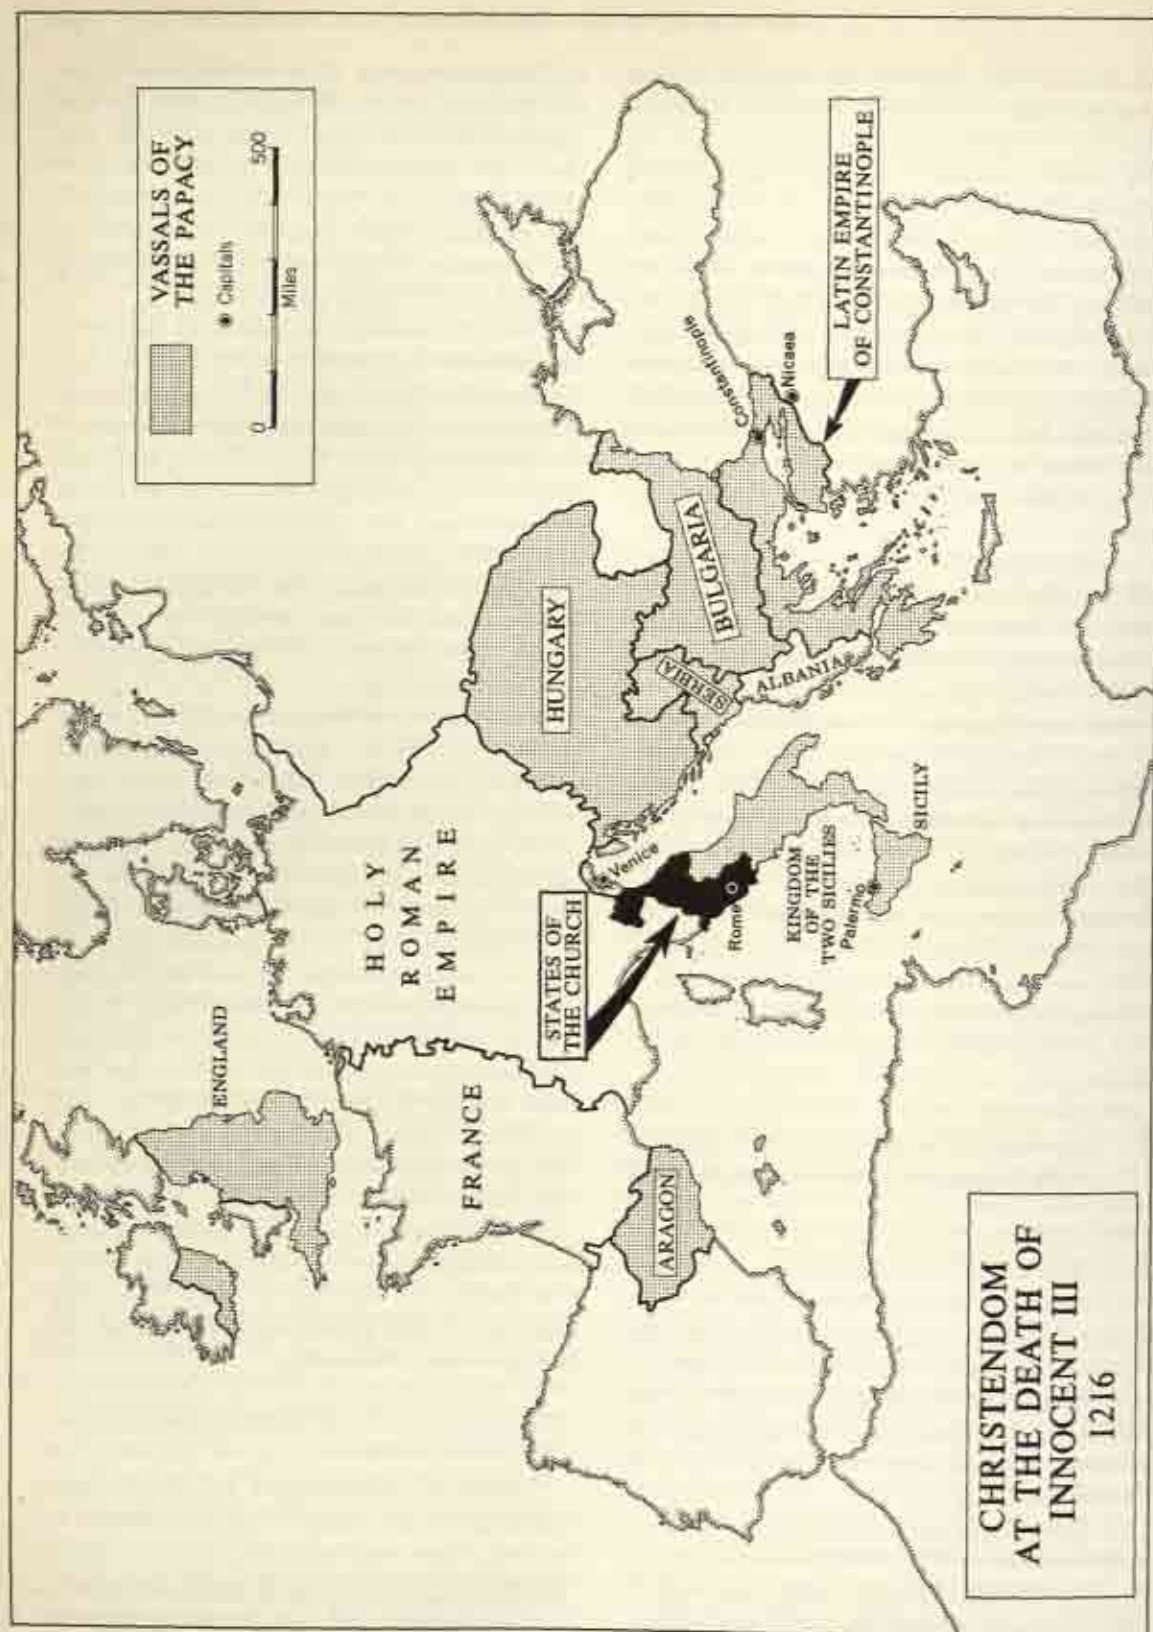 VASSALS OF
THE PAPACY
Capitals
0 500
Miles
ENGLAND
HOLY
ROMAN
EMPIRE
FRANCE
ARAGON
STATES OF
THE CHURCH
Venice
Rome
KINGDOM
OF THE
TWO SICILIES
Palermo
SICILY
HUNGARY
SERBIA
BULGARIA
ALBANIA
Constantinople
Nicaea
LATIN EMPIRE
OF CONSTANTINOPLE
CHRISTENDOM
AT THE DEATH OF
INNOCENT III
1216